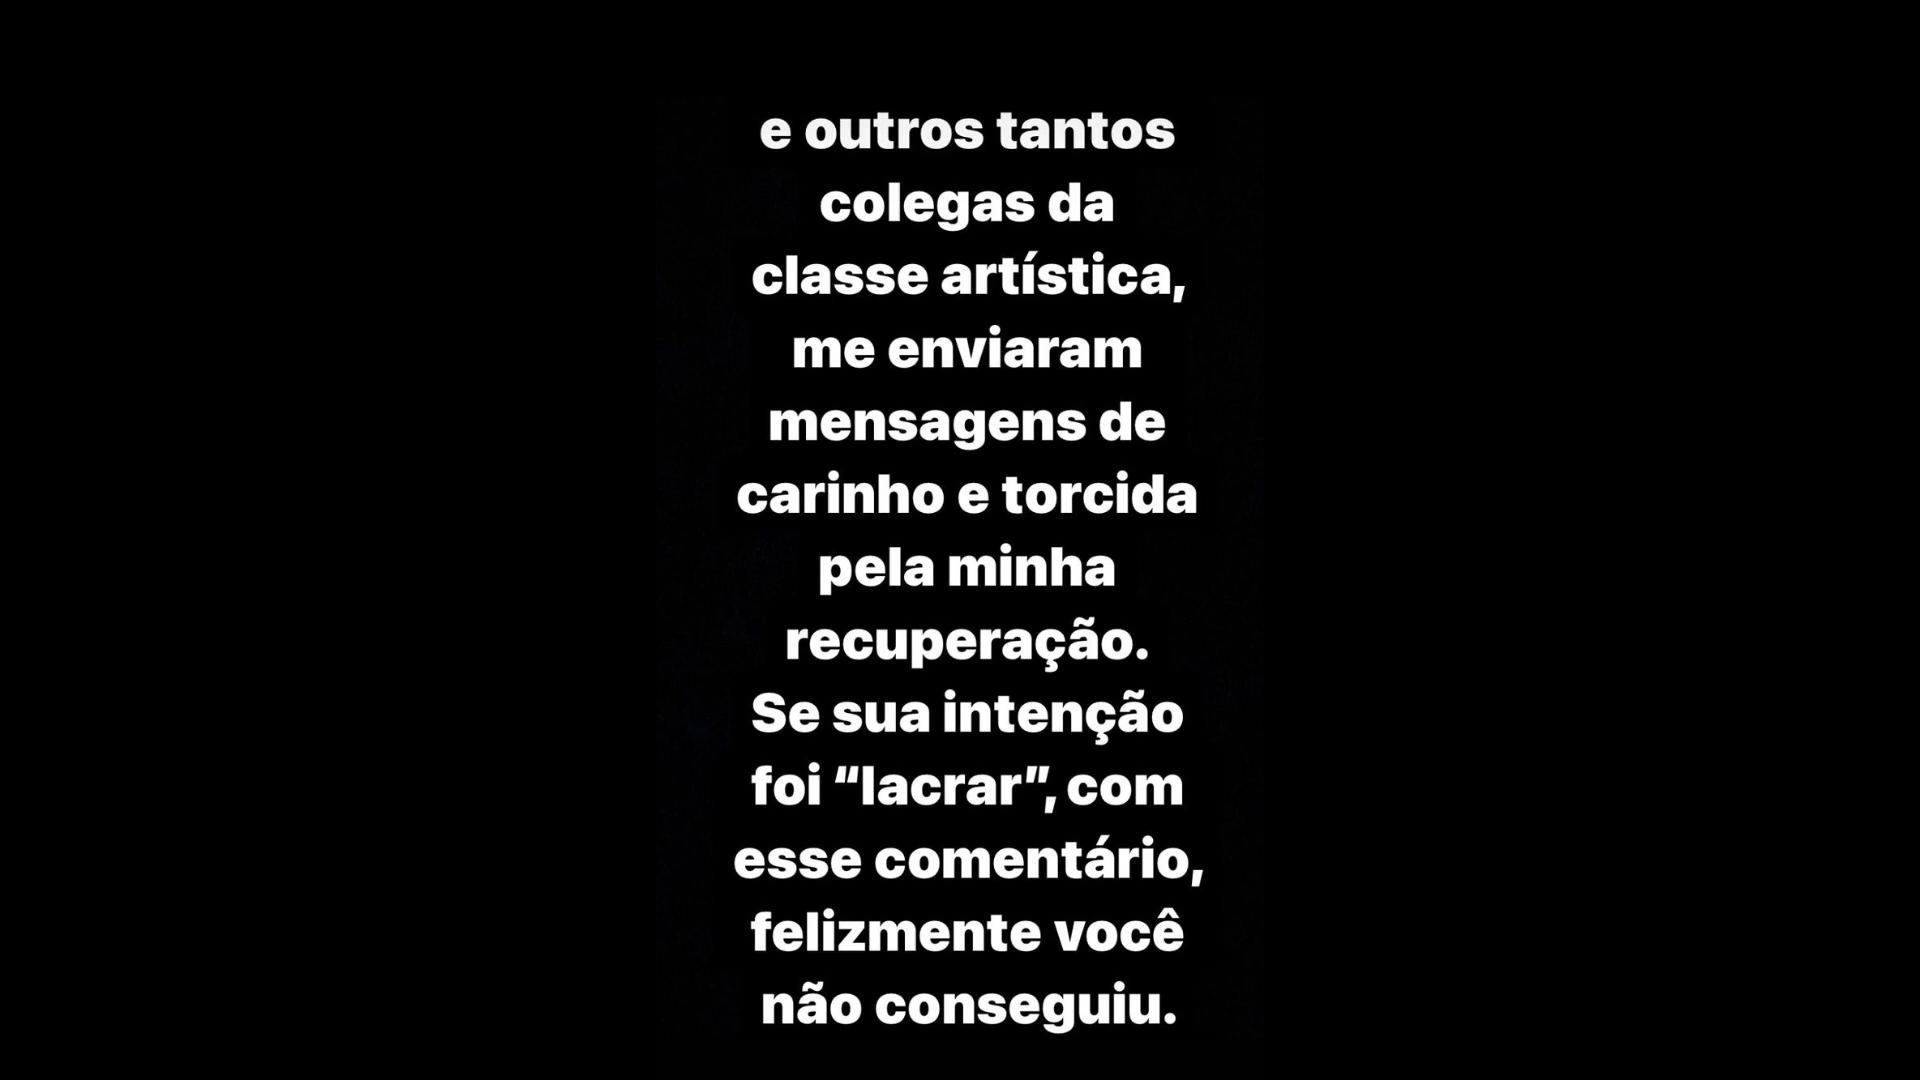 e outros tantos
colegas da
classe artística,
me enviaram
mensagens de
carinho e torcida
pela minha
recuperação.
Se sua intenção
foi “lacrar”, com
esse comentário,
felizmente você
não conseguiu.